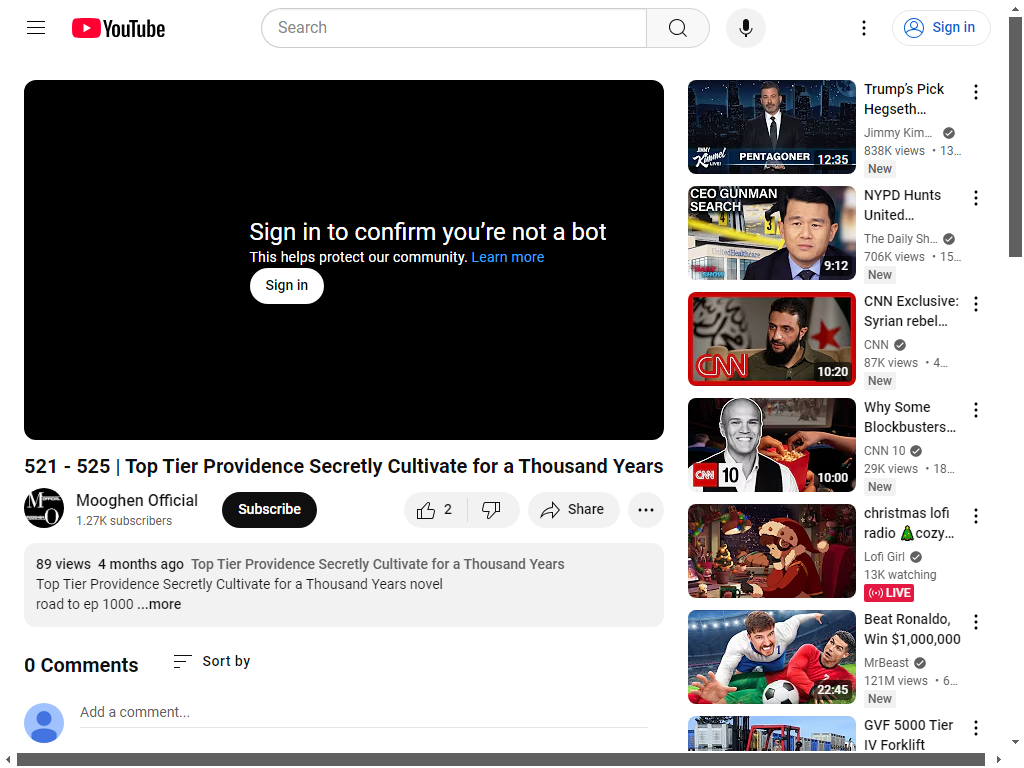 YouTube
Search
Sign in
Sign in to confirm you’re not a bot
This helps protect our community. Learn more
Sign in
521 - 525 | Top Tier Providence Secretly Cultivate for a Thousand Years
Mooghen Official
1.27K subscribers
Subscribe
2
Share
89 views 4 months ago Top Tier Providence Secretly Cultivate for a Thousand Years
Top Tier Providence Secretly Cultivate for a Thousand Years novel
road to ep 1000 ...more
0 Comments
Sort by
Add a comment...
JIMMY
Kimmel
LIVE!
PENTAGONER
12:35
Trump’s Pick
Hegseth…
Jimmy Kim…
838K views • 13…
New
CEO GUNMAN
SEARCH
UnitedHealthcare
9:12
NYPD Hunts
United…
The Daily Sh…
706K views • 15…
New
CNN
10:20
CNN Exclusive:
Syrian rebel…
CNN
87K views • 4…
New
CNN 10
10:00
Why Some
Blockbusters…
CNN 10
29K views • 18…
New
christmas lofi
radio 🎄cozy…
Lofi Girl
13K watching
LIVE
22:45
Beat Ronaldo,
Win $1,000,000
MrBeast
121M views • 6…
New
GVF 5000 Tier
IV Forklift